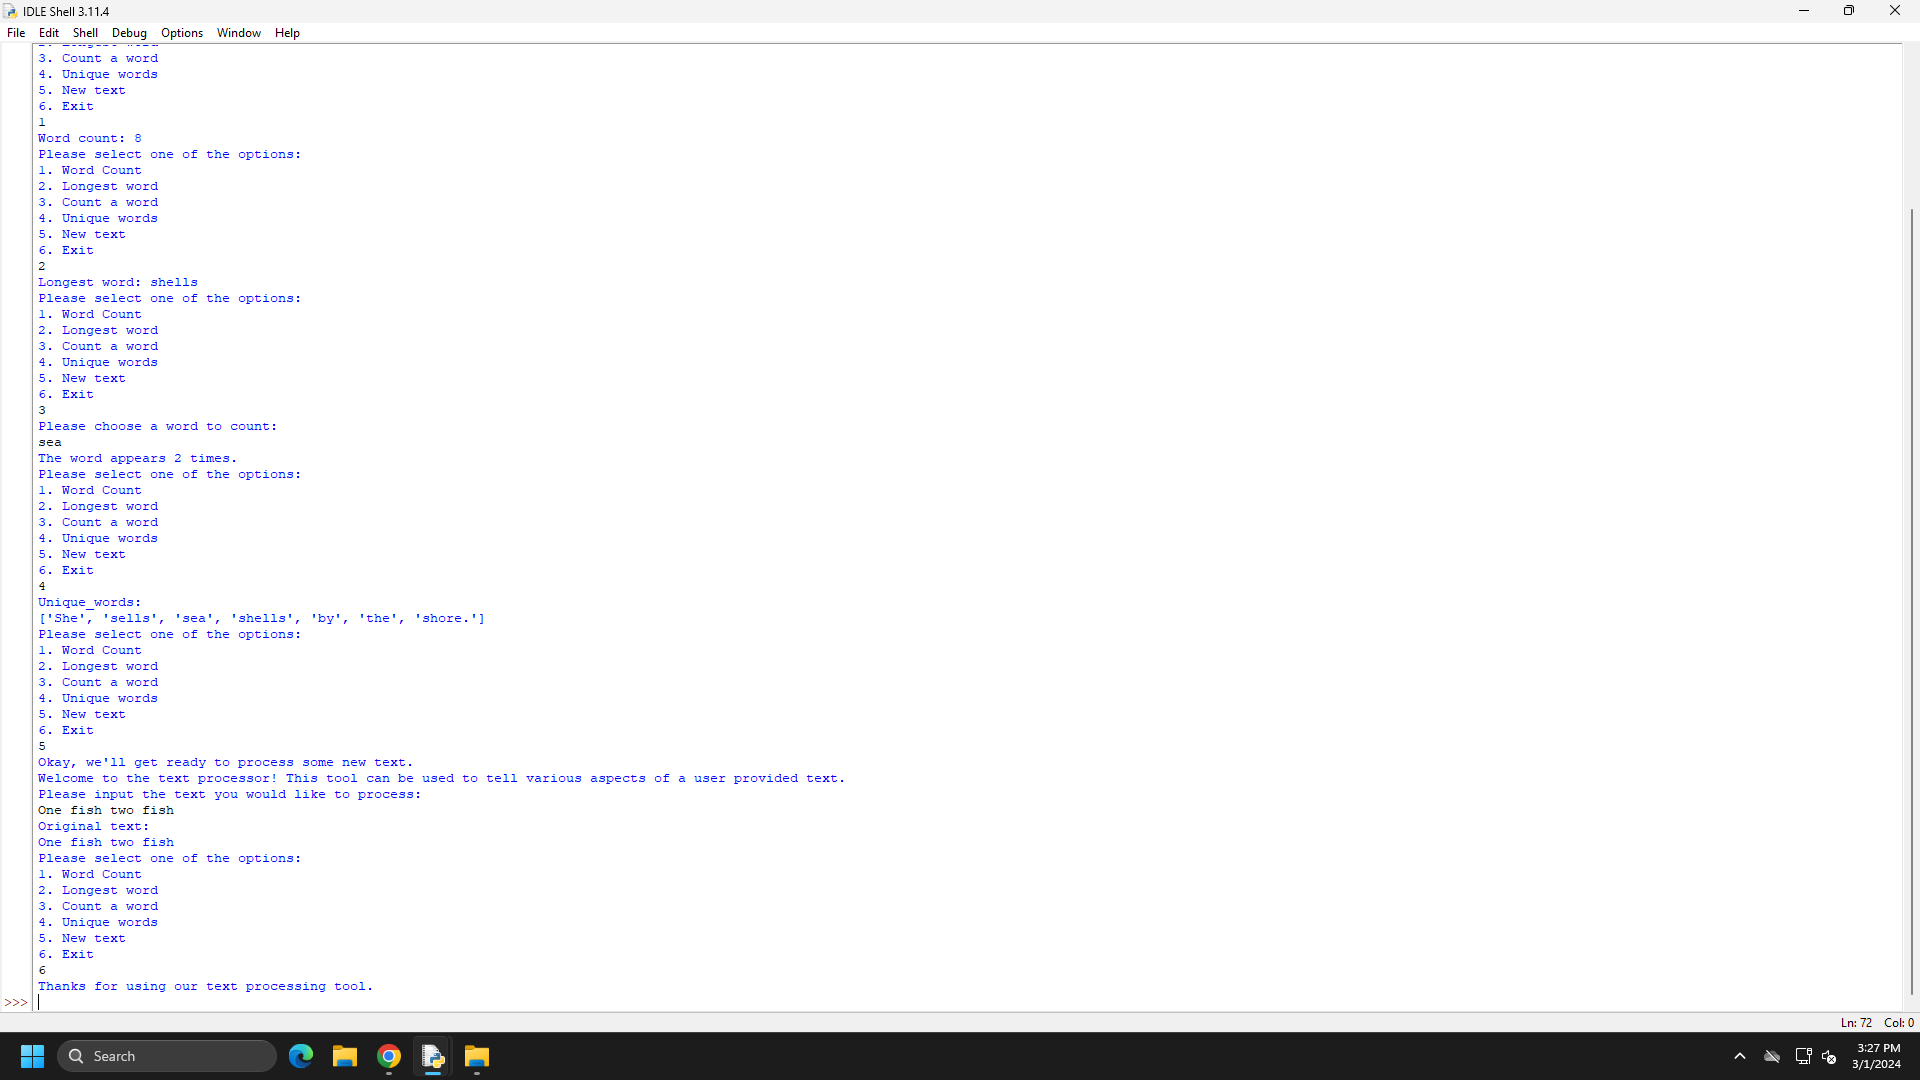 IDLE Shell 3.11.4
File Edit Shell Debug Options Window Help
2. Longest word
3. Count a word
4. Unique words
5. New text
6. Exit
1
Word count: 8
Please select one of the options:
1. Word Count
2. Longest word
3. Count a word
4. Unique words
5. New text
6. Exit
2
Longest word: shells
Please select one of the options:
1. Word Count
2. Longest word
3. Count a word
4. Unique words
5. New text
6. Exit
3
Please choose a word to count:
sea
The word appears 2 times.
Please select one of the options:
1. Word Count
2. Longest word
3. Count a word
4. Unique words
5. New text
6. Exit
4
Unique_words:
['She', 'sells', 'sea', 'shells', 'by', 'the', 'shore.']
Please select one of the options:
1. Word Count
2. Longest word
3. Count a word
4. Unique words
5. New text
6. Exit
5
Okay, we'll get ready to process some new text.
Welcome to the text processor! This tool can be used to tell various aspects of a user provided text.
Please input the text you would like to process:
One fish two fish
Original text:
One fish two fish
Please select one of the options:
1. Word Count
2. Longest word
3. Count a word
4. Unique words
5. New text
6. Exit
6
Thanks for using our text processing tool.
>>>
Ln: 72 Col: 0
Search
3:27 PM
3/1/2024